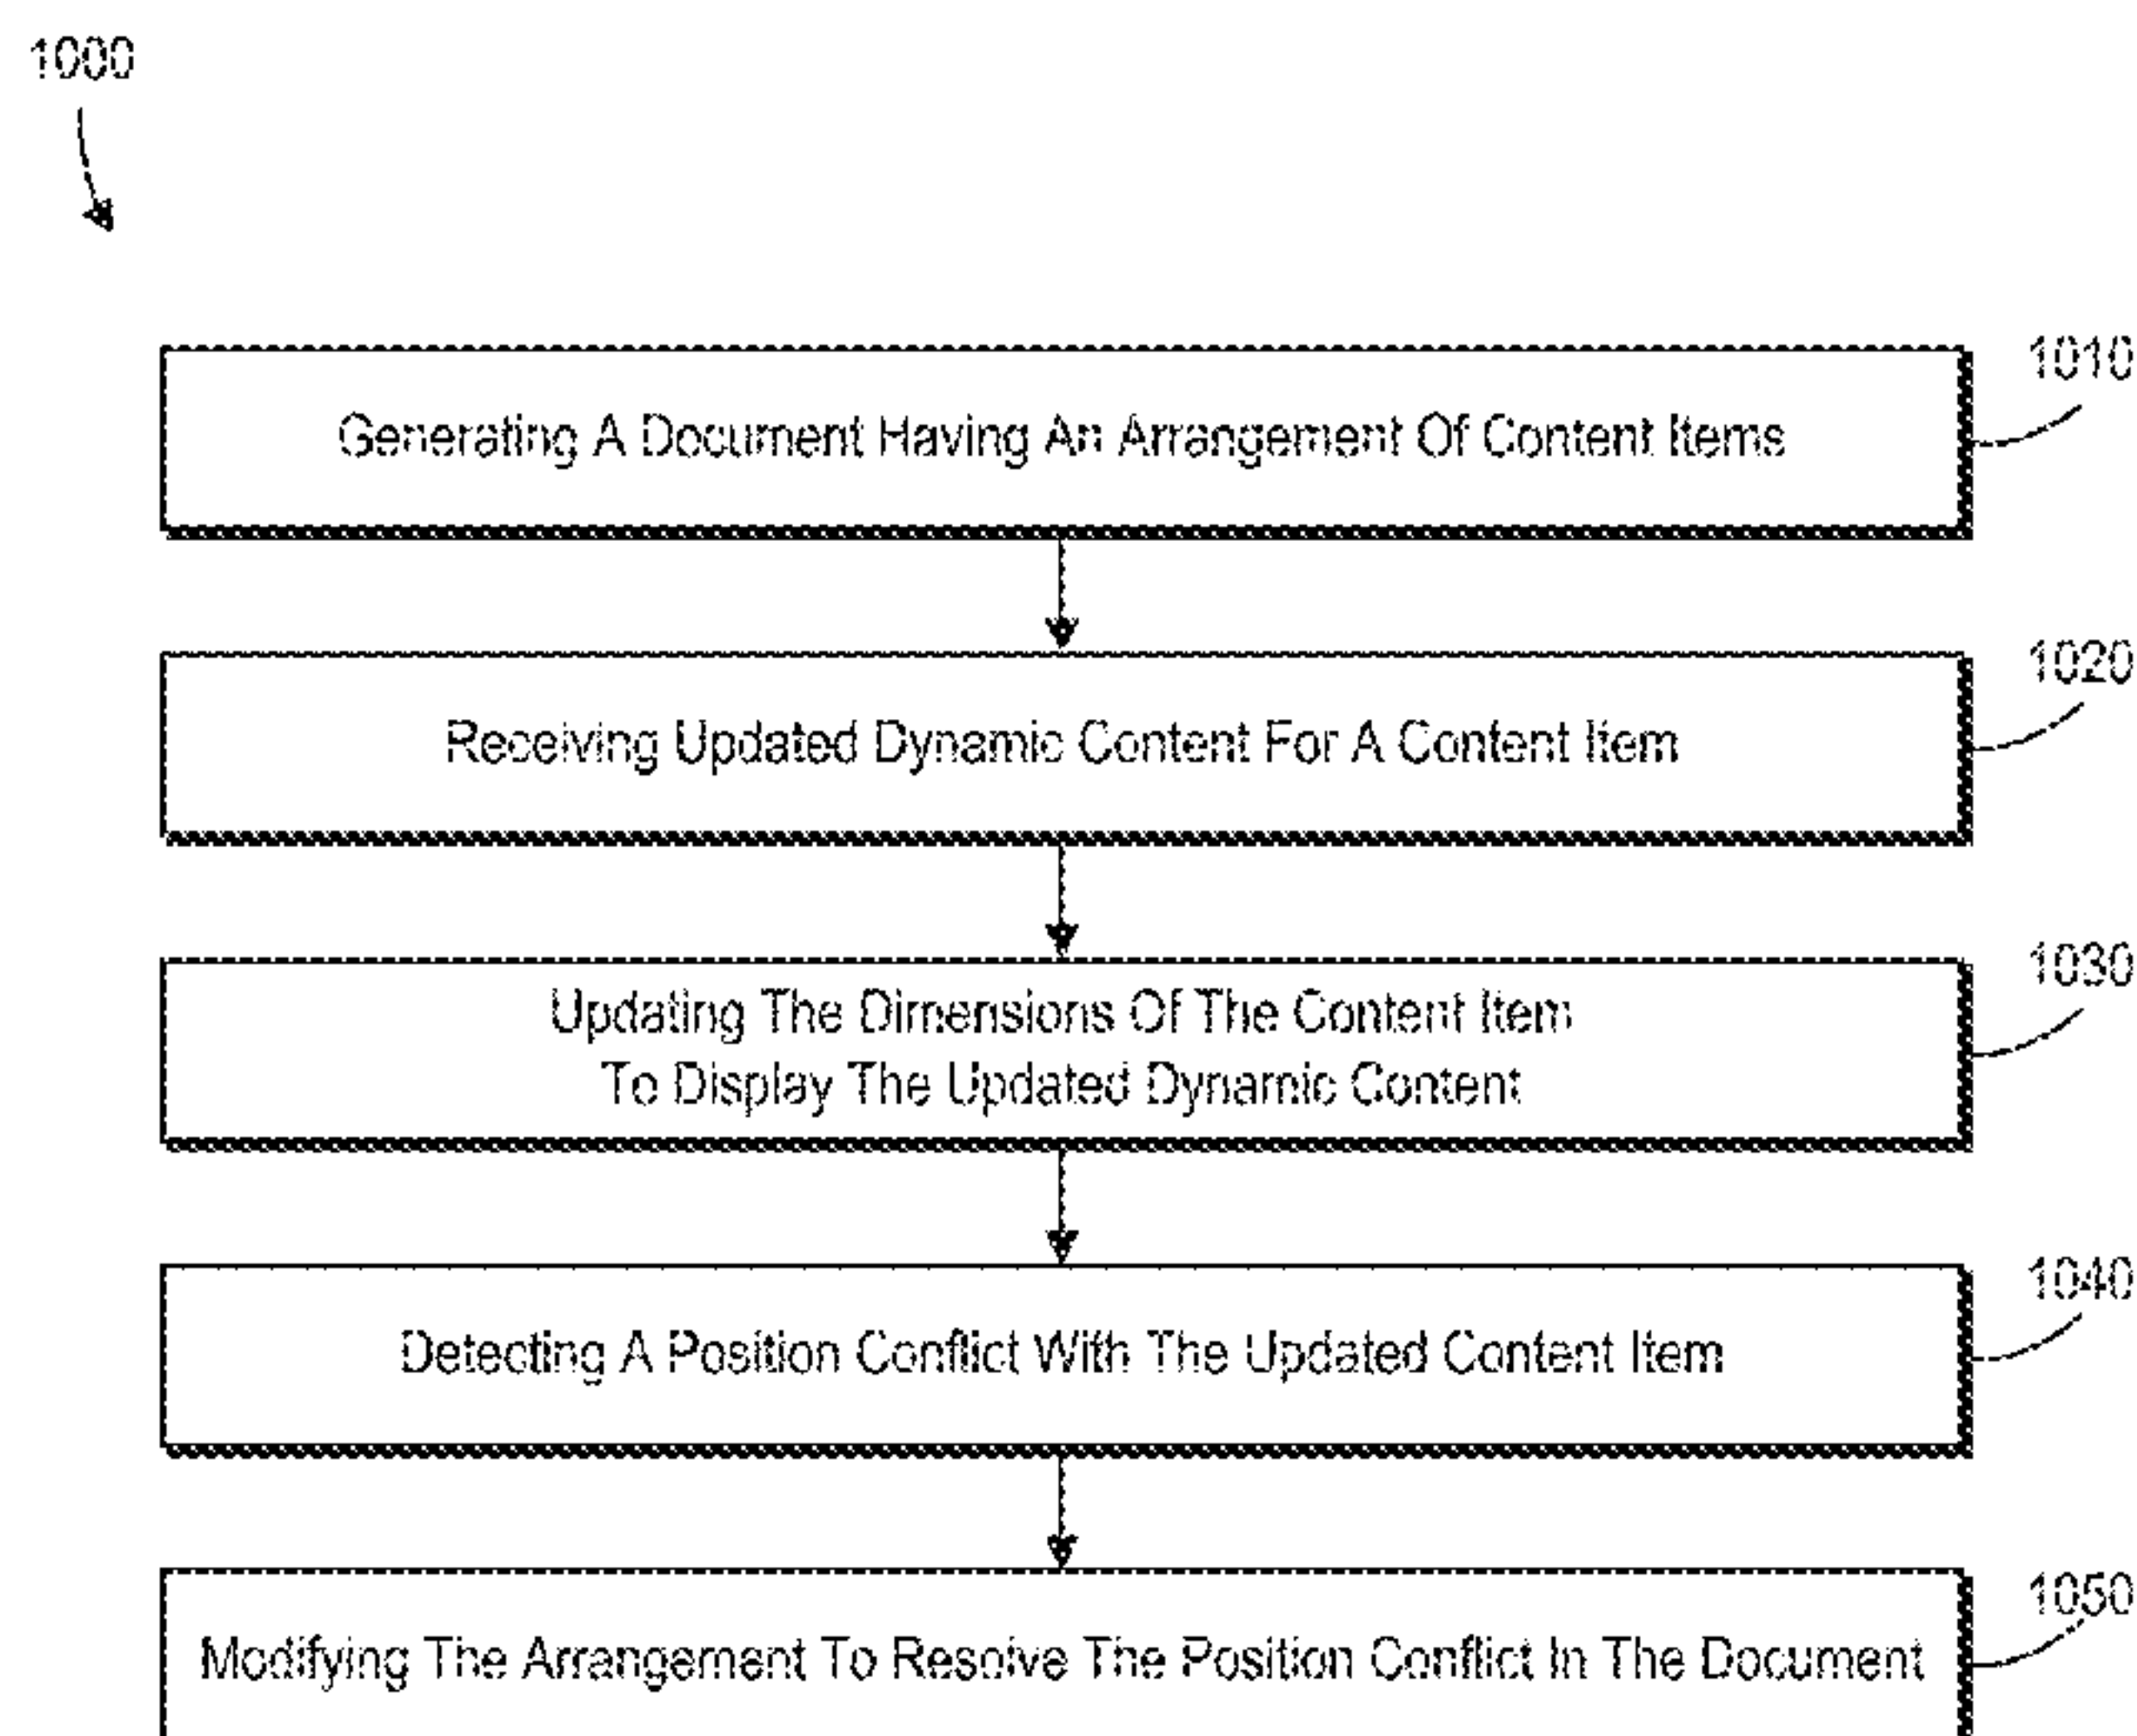 1000
1010
Generating A Document Having An Arrangement Of Content Items
1020
Receiving Updated Dynamic Content For A Content Item
1030
Updating The Dimensions Of The Content Item
To Display The Updated Dynamic Content
1040
Detecting A Position Conflict With The Updated Content Item
1050
Modifying The Arrangement To Resolve The Position Conflict In The Document